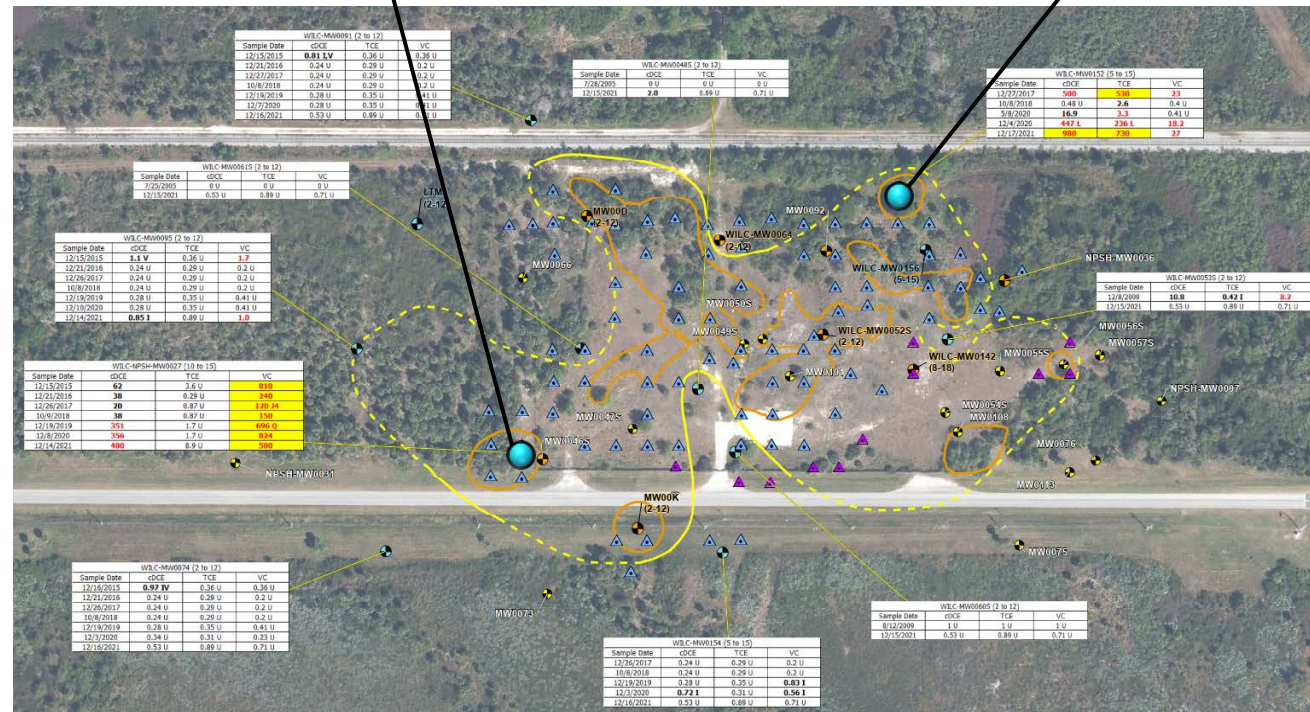 WILC-MW0091 (2 to 12)
Sample Date cDCE TCE VC
12/15/2015 0.81 I,V 0.36 U 0.36 U
12/21/2016 0.24 U 0.29 U 0.2 U
12/27/2017 0.24 U 0.29 U 0.2 U
10/8/2018 0.24 U 0.29 U 0.2 U
12/19/2019 0.28 U 0.35 U 0.41 U
12/7/2020 0.28 U 0.35 U 0.41 U
12/16/2021 0.53 U 0.89 U 0.71 U
WILC-MW0048S (2 to 12)
Sample Date cDCE TCE VC
7/28/2005 0 U 0 U 0 U
12/15/2021 2.0 0.89 U 0.71 U
WILC-MW0152 (5 to 15)
Sample Date cDCE TCE VC
12/27/2017 500 530 23
10/8/2018 0.48 U 2.6 0.4 U
5/8/2020 16.9 3.3 0.41 U
12/4/2020 447 L 236 L 18.2
12/17/2021 980 730 27
WILC-MW0061S (2 to 12)
Sample Date cDCE TCE VC
7/25/2005 0 U 0 U 0 U
12/15/2021 0.53 U 0.89 U 0.71 U
LTM
(2-12
MW00D
(2-12)
MW0092
WILC-MW0064
(2-12)
WILC-MW0095 (2 to 12)
Sample Date cDCE TCE VC
12/15/2015 1.1 V 0.36 U 1.7
12/21/2016 0.24 U 0.29 U 0.2 U
12/26/2017 0.24 U 0.29 U 0.2 U
10/8/2018 0.24 U 0.29 U 0.2 U
12/19/2019 0.28 U 0.35 U 0.41 U
12/10/2020 0.28 U 0.35 U 0.41 U
12/14/2021 0.85 I 0.89 U 1.0
MW0066
WILC-MW0156
(5-15)
NPSH-MW0036
WILC-MW0053S (2 to 12)
Sample Date cDCE TCE VC
12/8/2009 10.8 0.42 I 8.2
12/15/2021 0.53 U 0.89 U 0.71 U
MW0050S
MW0049S
WILC-MW0052S
(2-12)
MW0056S
MW0057S
MW0055S
WILC-MW0142
(8-18)
MW0101
NPSH-MW0097
WILC-NPSH-MW0027 (10 to 15)
Sample Date cDCE TCE VC
12/15/2015 62 3.6 U 810
12/21/2016 38 0.29 U 240
12/26/2017 20 0.87 U 120 J4
10/9/2018 38 0.87 U 150
12/19/2019 351 1.7 U 696 Q
12/8/2020 356 1.7 U 824
12/14/2021 400 8.9 U 500
MW0047S
MW0054S
MW0108
MW0046S
MW0076
NPSH-MW0031
MW0113
MW00K
(2-12)
MW0075
WILC-MW0074 (2 to 12)
Sample Date cDCE TCE VC
12/16/2015 0.97 IV 0.36 U 0.36 U
12/21/2016 0.24 U 0.29 U 0.2 U
12/26/2017 0.24 U 0.29 U 0.2 U
10/8/2018 0.24 U 0.29 U 0.2 U
12/19/2019 0.28 U 0.35 U 0.41 U
12/3/2020 0.34 U 0.31 U 0.23 U
12/16/2021 0.53 U 0.89 U 0.71 U
MW0073
WILC-MW0060S (2 to 12)
Sample Date cDCE TCE VC
8/12/2009 1 U 1 U 1 U
12/15/2021 0.53 U 0.89 U 0.71 U
WILC-MW0154 (5 to 15)
Sample Date cDCE TCE VC
12/26/2017 0.24 U 0.29 U 0.2 U
10/8/2018 0.24 U 0.29 U 0.2 U
12/19/2019 0.28 U 0.35 U 0.83 I
12/3/2020 0.72 I 0.31 U 0.56 I
12/16/2021 0.53 U 0.89 U 0.71 U